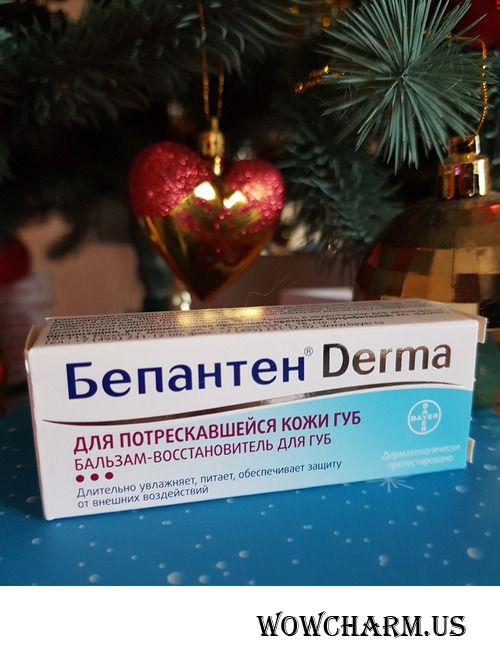 Бепантен® Derma
ДЛЯ ПОТРЕСКАВШЕЙСЯ КОЖИ ГУБ
БАЛЬЗАМ-ВОССТАНОВИТЕЛЬ ДЛЯ ГУБ
Длительно увлажняет, питает, обеспечивает защиту
от внешних воздействий
BAYER
BAYER
Дерматологически
протестировано
WOWCHARM.US